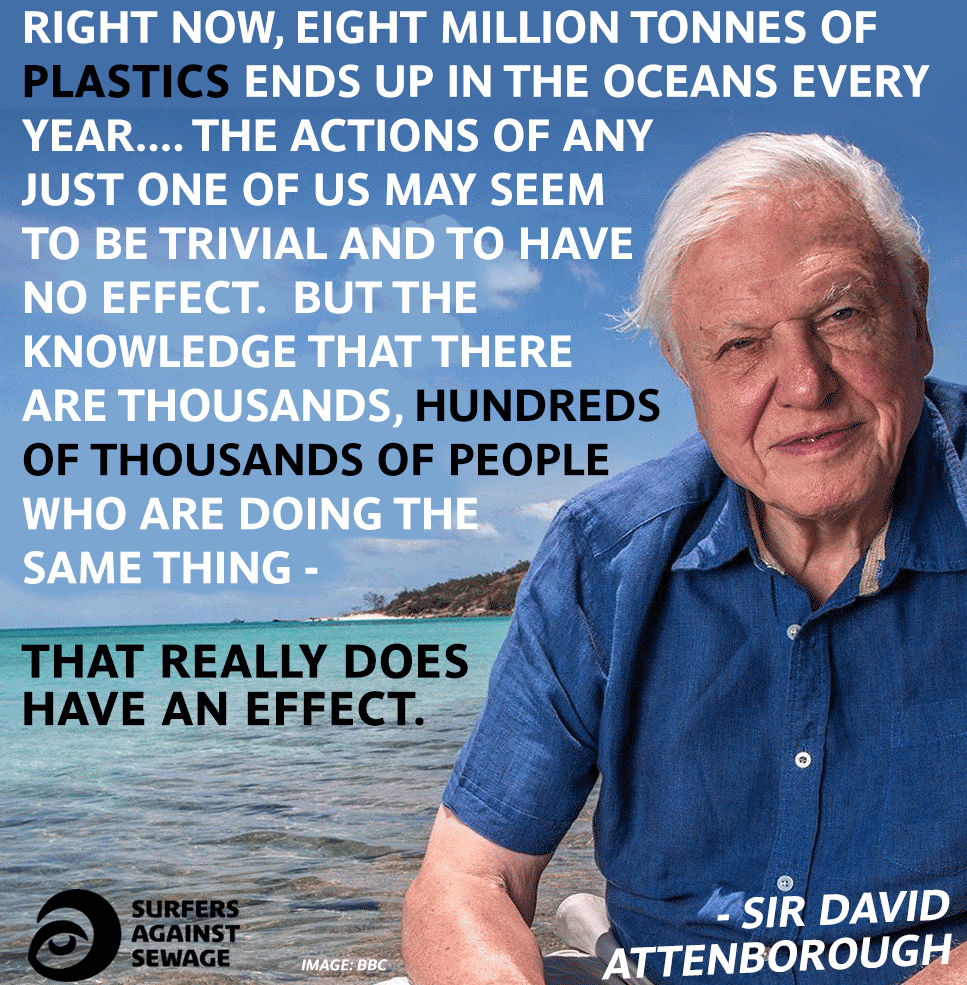 RIGHT NOW, EIGHT MILLION TONNES OF
PLASTICS ENDS UP IN THE OCEANS EVERY
YEAR.... THE ACTIONS OF ANY
JUST ONE OF US MAY SEEM
TO BE TRIVIAL AND TO HAVE
NO EFFECT. BUT THE
KNOWLEDGE THAT THERE
ARE THOUSANDS, HUNDREDS
OF THOUSANDS OF PEOPLE
WHO ARE DOING THE
SAME THING -
THAT REALLY DOES
HAVE AN EFFECT.
- SIR DAVID
ATTENBOROUGH
SURFERS
AGAINST
SEWAGE
IMAGE: BBC